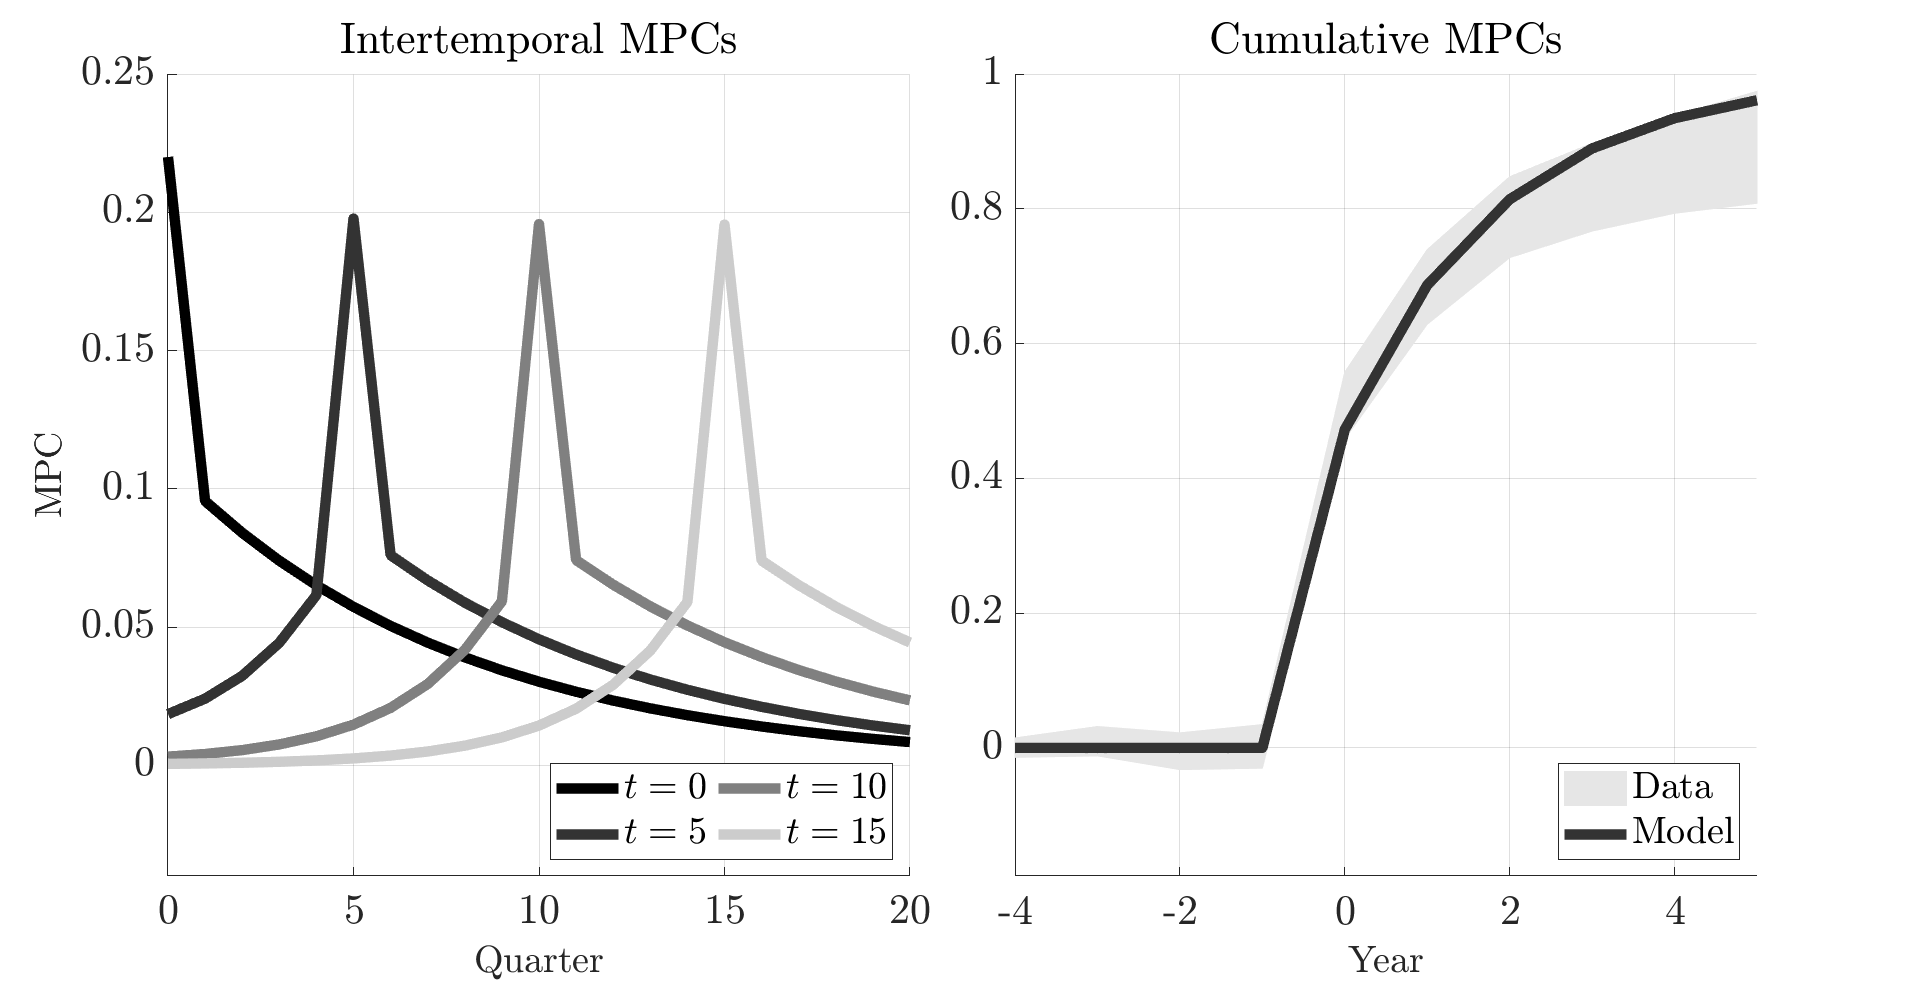 Intertemporal MPCs
0.25
0.2
0.15
0.1
0.05
0
MPC
0 5 10 15 20
Quarter
t = 0 t = 10
t = 5 t = 15
Cumulative MPCs
1
0.8
0.6
0.4
0.2
0
-4 -2 0 2 4
Year
Data
Model